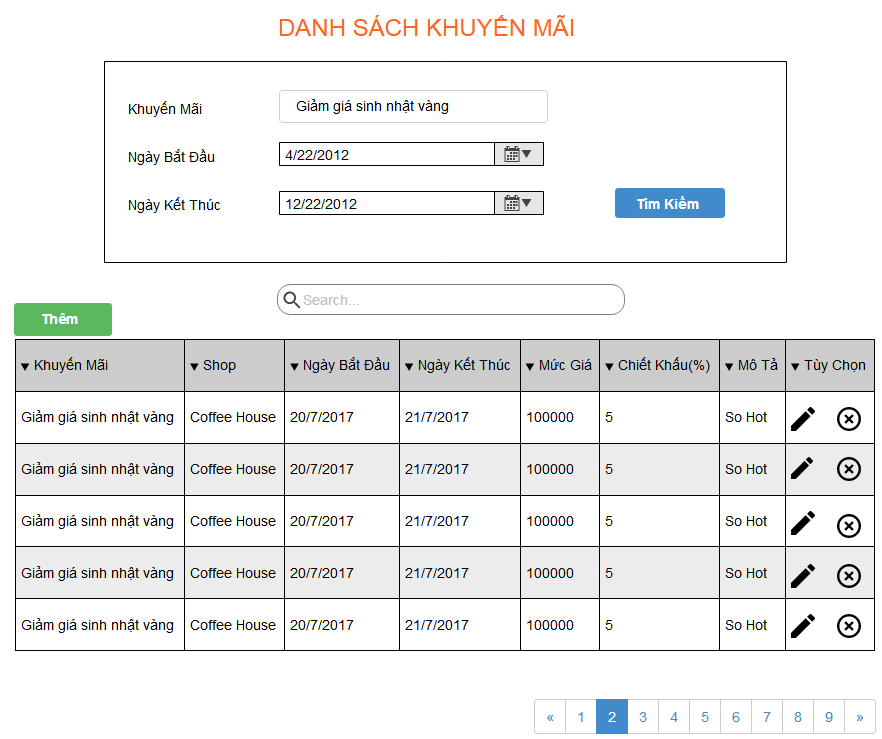 DANH SÁCH KHUYẾN MÃI
Khuyến Mãi Giảm giá sinh nhật vàng
Ngày Bắt Đầu 4/22/2012
Ngày Kết Thúc 12/22/2012 Tìm Kiếm
Search...
Thêm
Khuyến Mãi Shop Ngày Bắt Đầu Ngày Kết Thúc Mức Giá Chiết Khấu(%) Mô Tả Tùy Chọn
Giảm giá sinh nhật vàng Coffee House 20/7/2017 21/7/2017 100000 5 So Hot
Giảm giá sinh nhật vàng Coffee House 20/7/2017 21/7/2017 100000 5 So Hot
Giảm giá sinh nhật vàng Coffee House 20/7/2017 21/7/2017 100000 5 So Hot
Giảm giá sinh nhật vàng Coffee House 20/7/2017 21/7/2017 100000 5 So Hot
Giảm giá sinh nhật vàng Coffee House 20/7/2017 21/7/2017 100000 5 So Hot
« 1 2 3 4 5 6 7 8 9 »